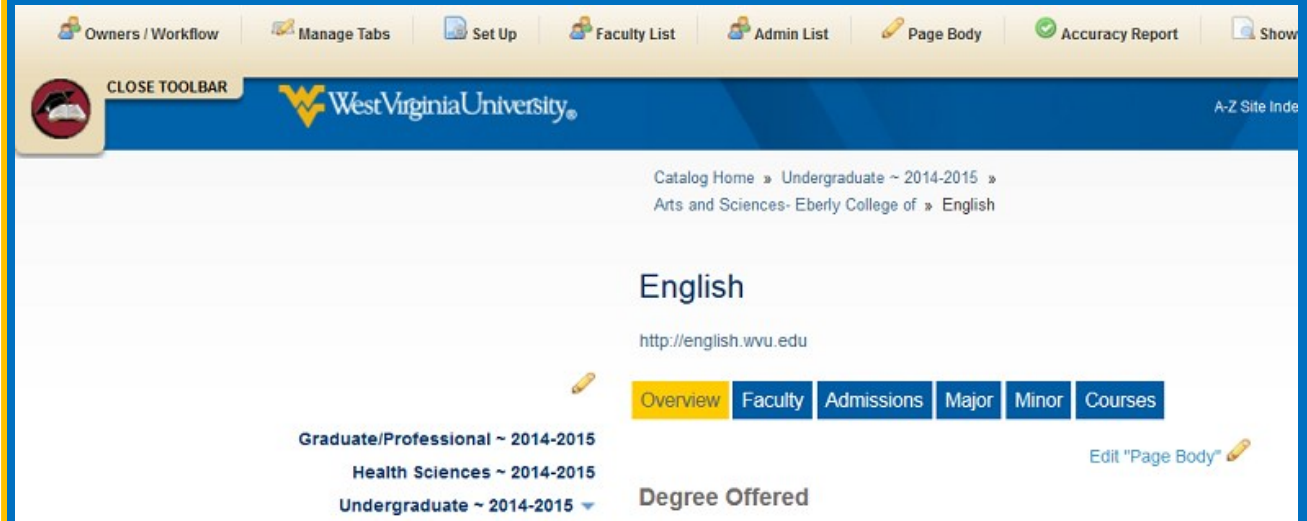 Owners / Workflow Manage Tabs Set Up Faculty List Admin List Page Body Accuracy Report Show
CLOSE TOOLBAR
WestVirginiaUniversity®
A-Z Site Inde
Catalog Home » Undergraduate ~ 2014-2015 »
Arts and Sciences- Eberly College of » English
English
http://english.wvu.edu
Overview Faculty Admissions Major Minor Courses
Edit "Page Body"
Graduate/Professional ~ 2014-2015
Health Sciences ~ 2014-2015
Undergraduate ~ 2014-2015
Degree Offered